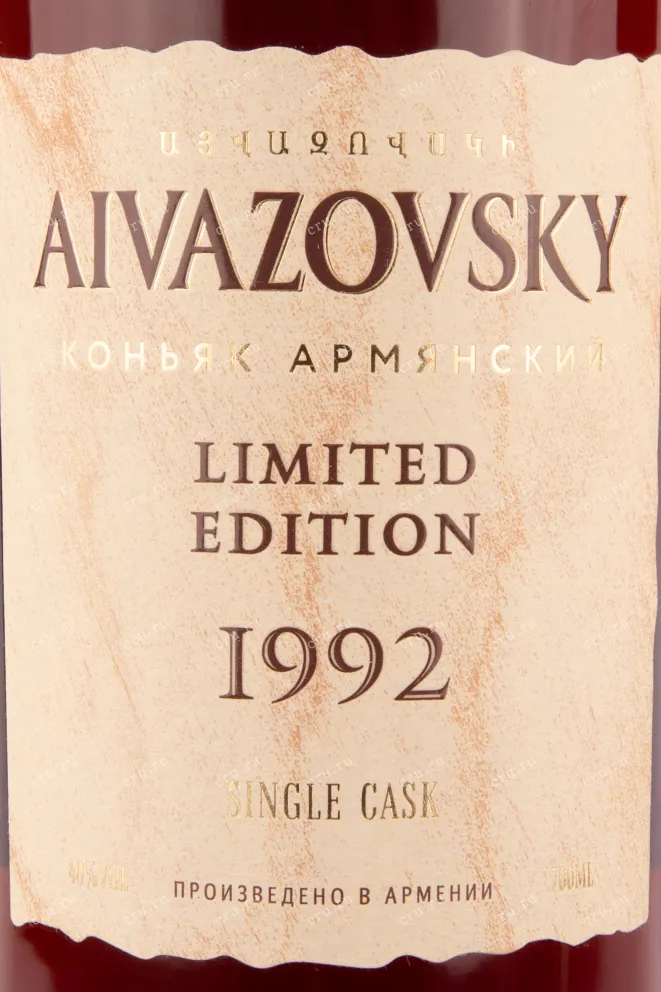 ԱՅՎԱԶՈՎՍԿԻ
AIVAZOVSKY
КОНЬЯК АРМЯНСКИЙ
LIMITED
EDITION
1992
SINGLE CASK
40% VOL. 700ML
ПРОИЗВЕДЕНО В АРМЕНИИ